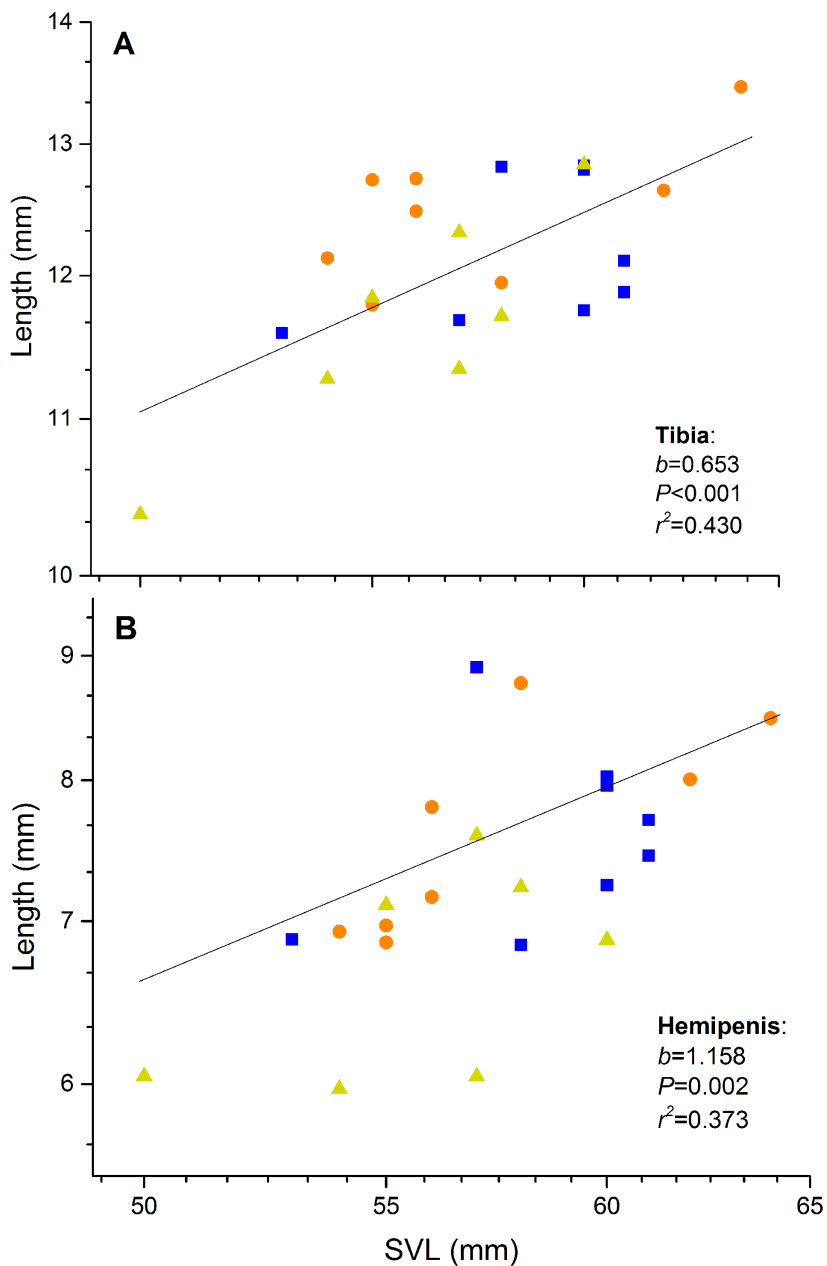 A
14
13
12
11
10
Length (mm)
Tibia:
b=0.653
P<0.001
r²=0.430
B
9
8
7
6
Length (mm)
Hemipenis:
b=1.158
P=0.002
r²=0.373
50 55 60 65
SVL (mm)